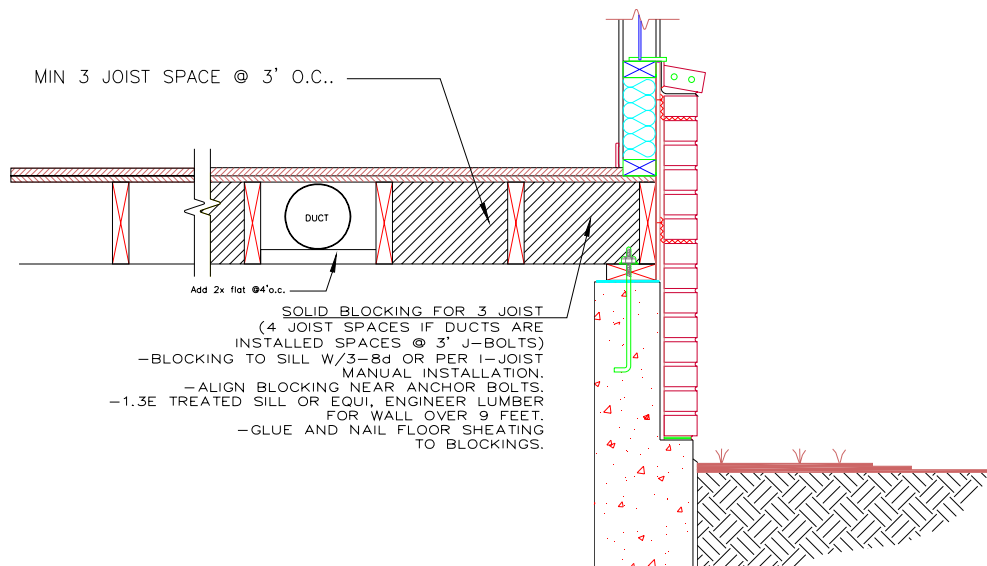 MIN 3 JOIST SPACE @ 3' O.C..
DUCT
Add 2x flat @4'o.c.
SOLID BLOCKING FOR 3 JOIST
(4 JOIST SPACES IF DUCTS ARE
INSTALLED SPACES @ 3' J-BOLTS)
-BLOCKING TO SILL W/3-8d OR PER I-JOIST
MANUAL INSTALLATION.
-ALIGN BLOCKING NEAR ANCHOR BOLTS.
-1.3E TREATED SILL OR EQUI, ENGINEER LUMBER
FOR WALL OVER 9 FEET.
-GLUE AND NAIL FLOOR SHEATING
TO BLOCKINGS.